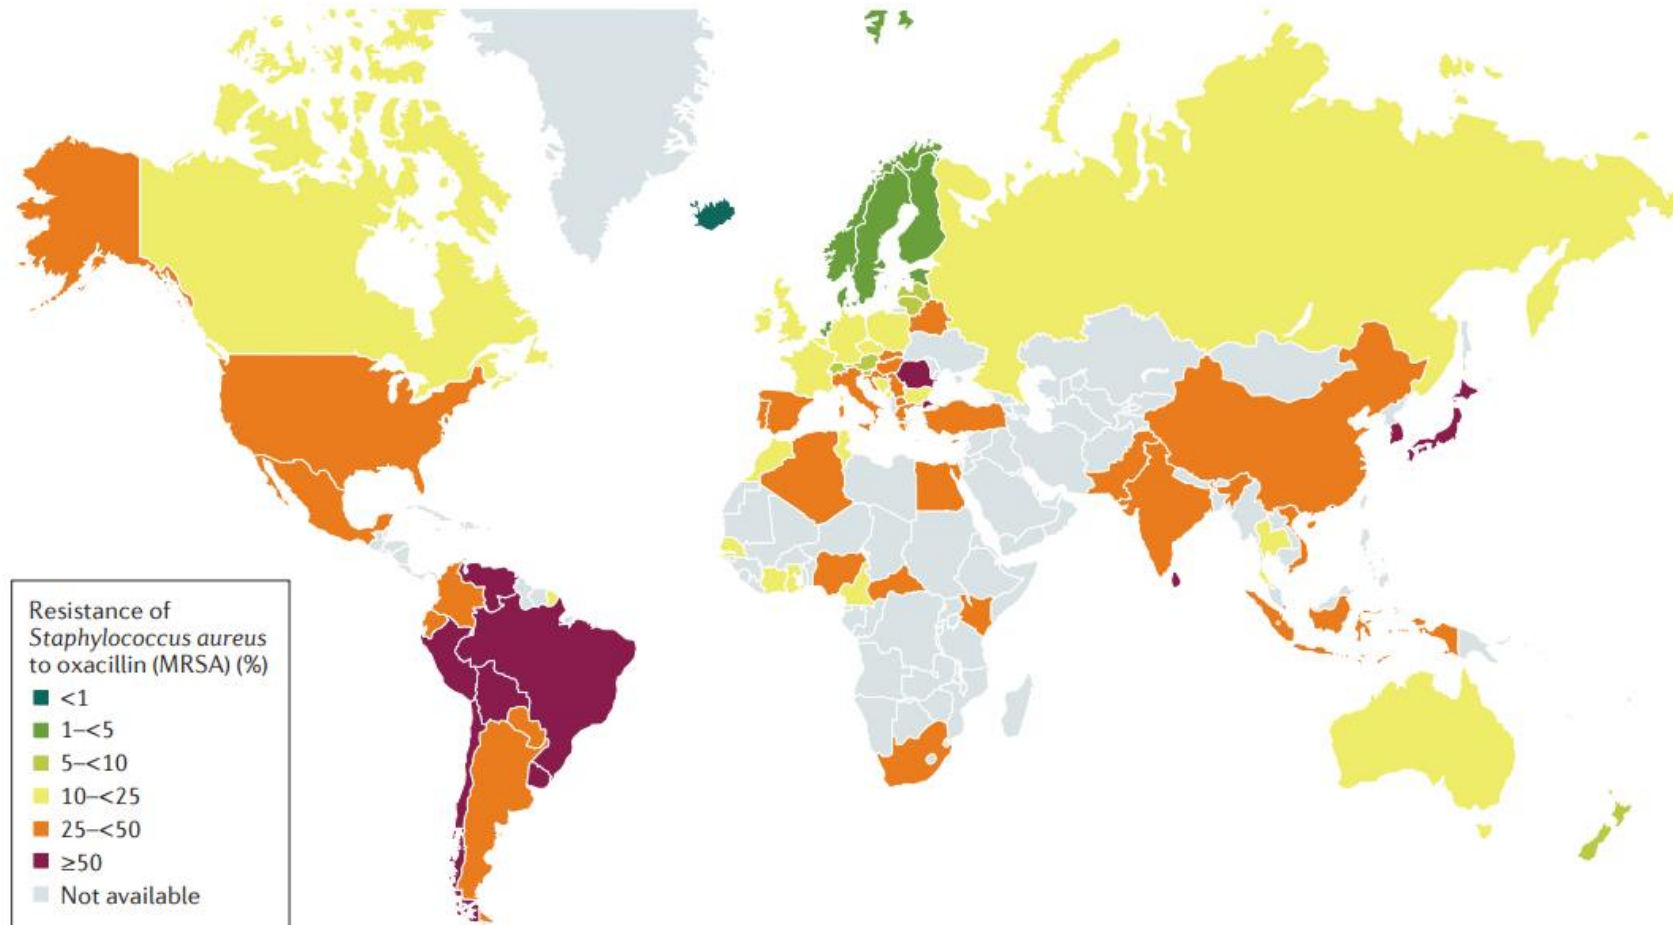 Resistance of
Staphylococcus aureus
to oxacillin (MRSA) (%)
<1
1–<5
5–<10
10–<25
25–<50
≥50
Not available